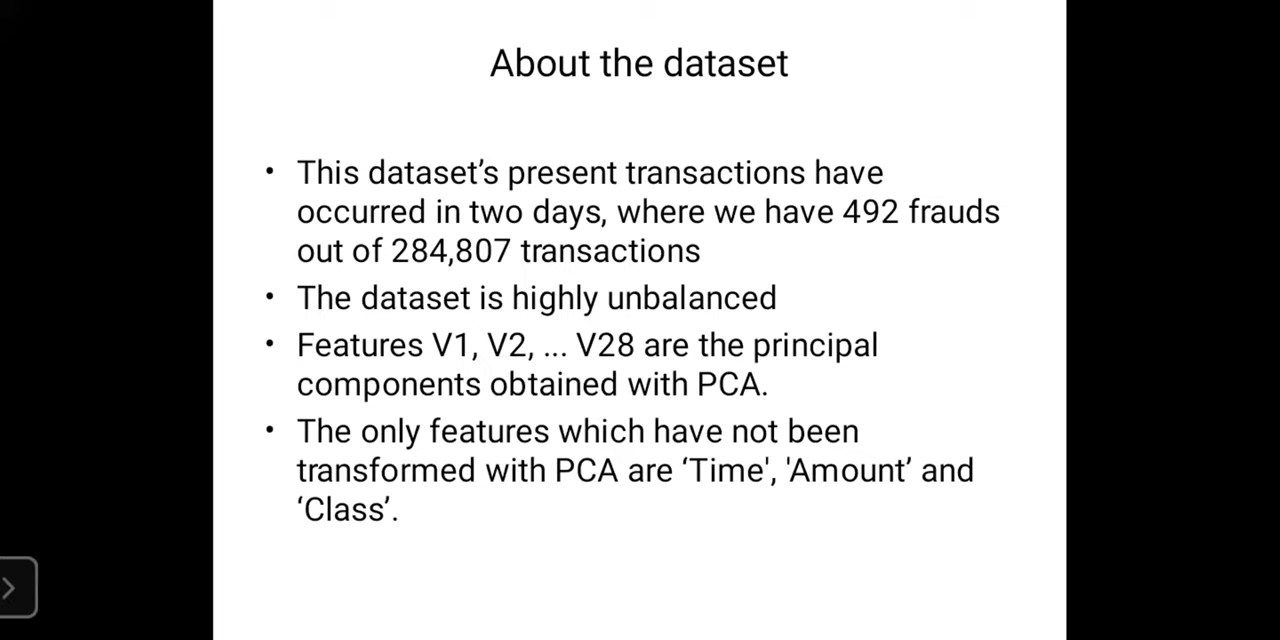 About the dataset
• This dataset’s present transactions have
occurred in two days, where we have 492 frauds
out of 284,807 transactions
• The dataset is highly unbalanced
• Features V1, V2, ... V28 are the principal
components obtained with PCA.
• The only features which have not been
transformed with PCA are ‘Time', 'Amount’ and
‘Class’.